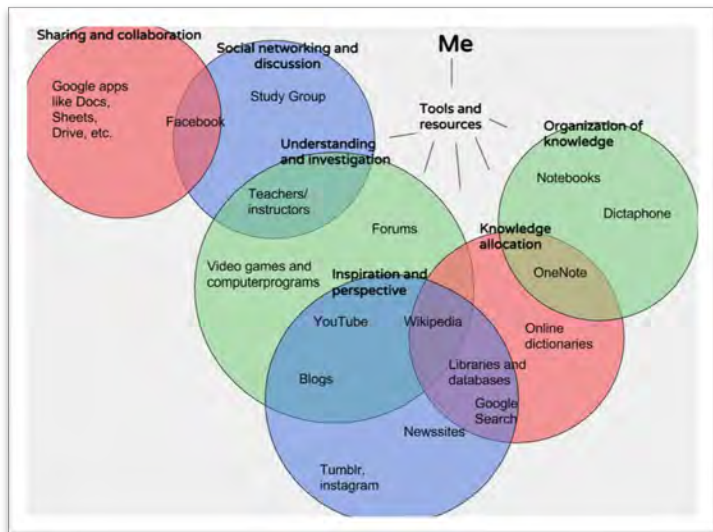 Sharing and collaboration
Google apps
like Docs,
Sheets,
Drive, etc.
Facebook
Social networking and
discussion
Study Group
Me
Tools and
resources
Understanding
and investigation
Teachers/
instructors
Forums
Video games and
computerprograms
Organization of
knowledge
Notebooks
Dictaphone
Knowledge
allocation
OneNote
Online
dictionaries
Inspiration and
perspective
YouTube
Wikipedia
Blogs
Libraries and
databases
Google
Search
Newssites
Tumblr,
instagram